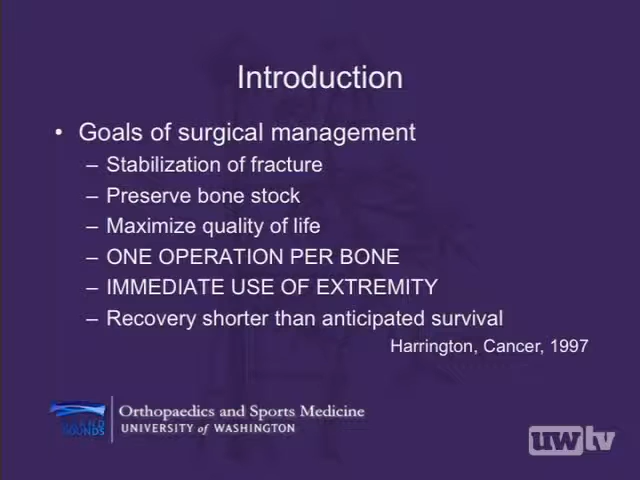 Introduction
• Goals of surgical management
– Stabilization of fracture
– Preserve bone stock
– Maximize quality of life
– ONE OPERATION PER BONE
– IMMEDIATE USE OF EXTREMITY
– Recovery shorter than anticipated survival
Harrington, Cancer, 1997
GRAND
ROUNDS
Orthopaedics and Sports Medicine
UNIVERSITY of WASHINGTON
uwtv